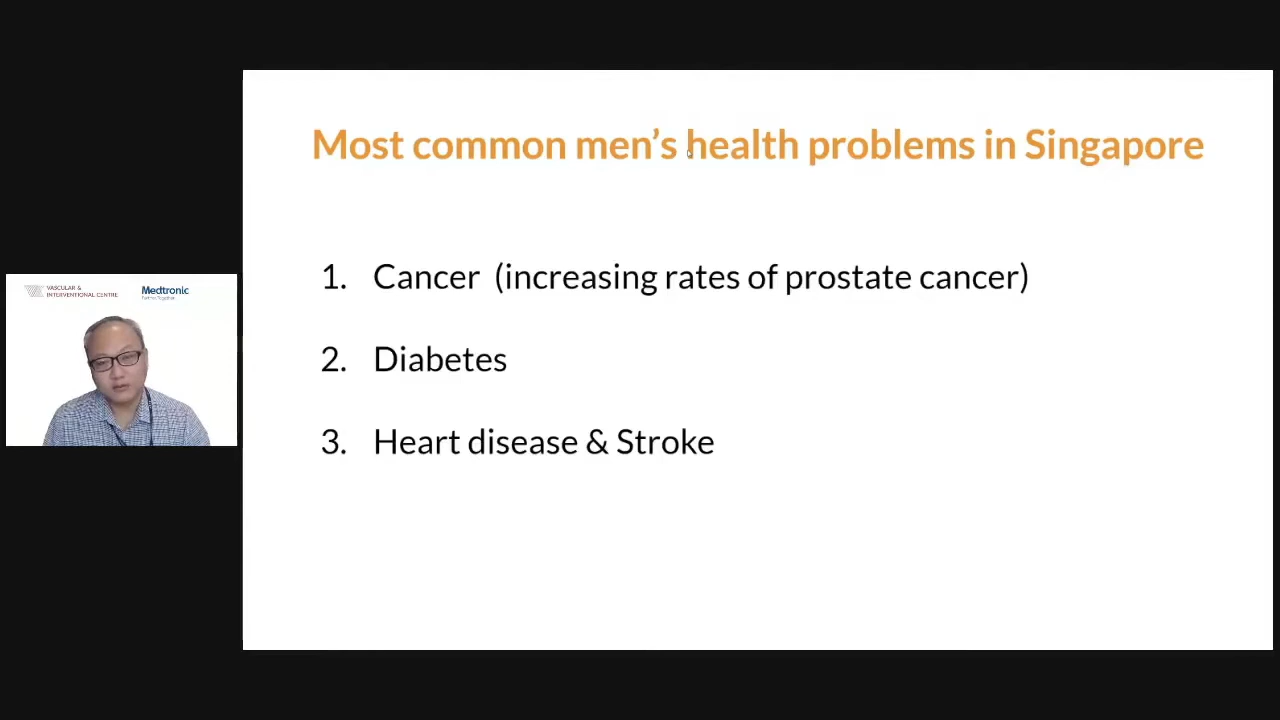 Most common men's health problems in Singapore
1. Cancer (increasing rates of prostate cancer)
2. Diabetes
3. Heart disease & Stroke
VASCULAR &
INTERVENTIONAL CENTRE
Medtronic
Further, Together